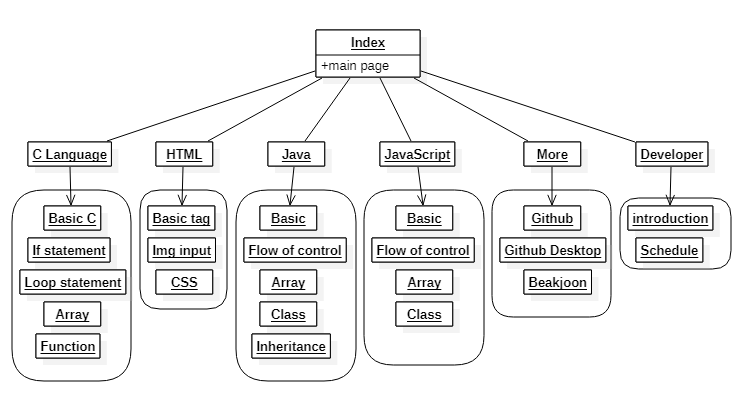 Index
+main page
C Language
HTML
Java
JavaScript
More
Developer
Basic C
If statement
Loop statement
Array
Function
Basic tag
Img input
CSS
Basic
Flow of control
Array
Class
Inheritance
Basic
Flow of control
Array
Class
Github
Github Desktop
Beakjoon
introduction
Schedule